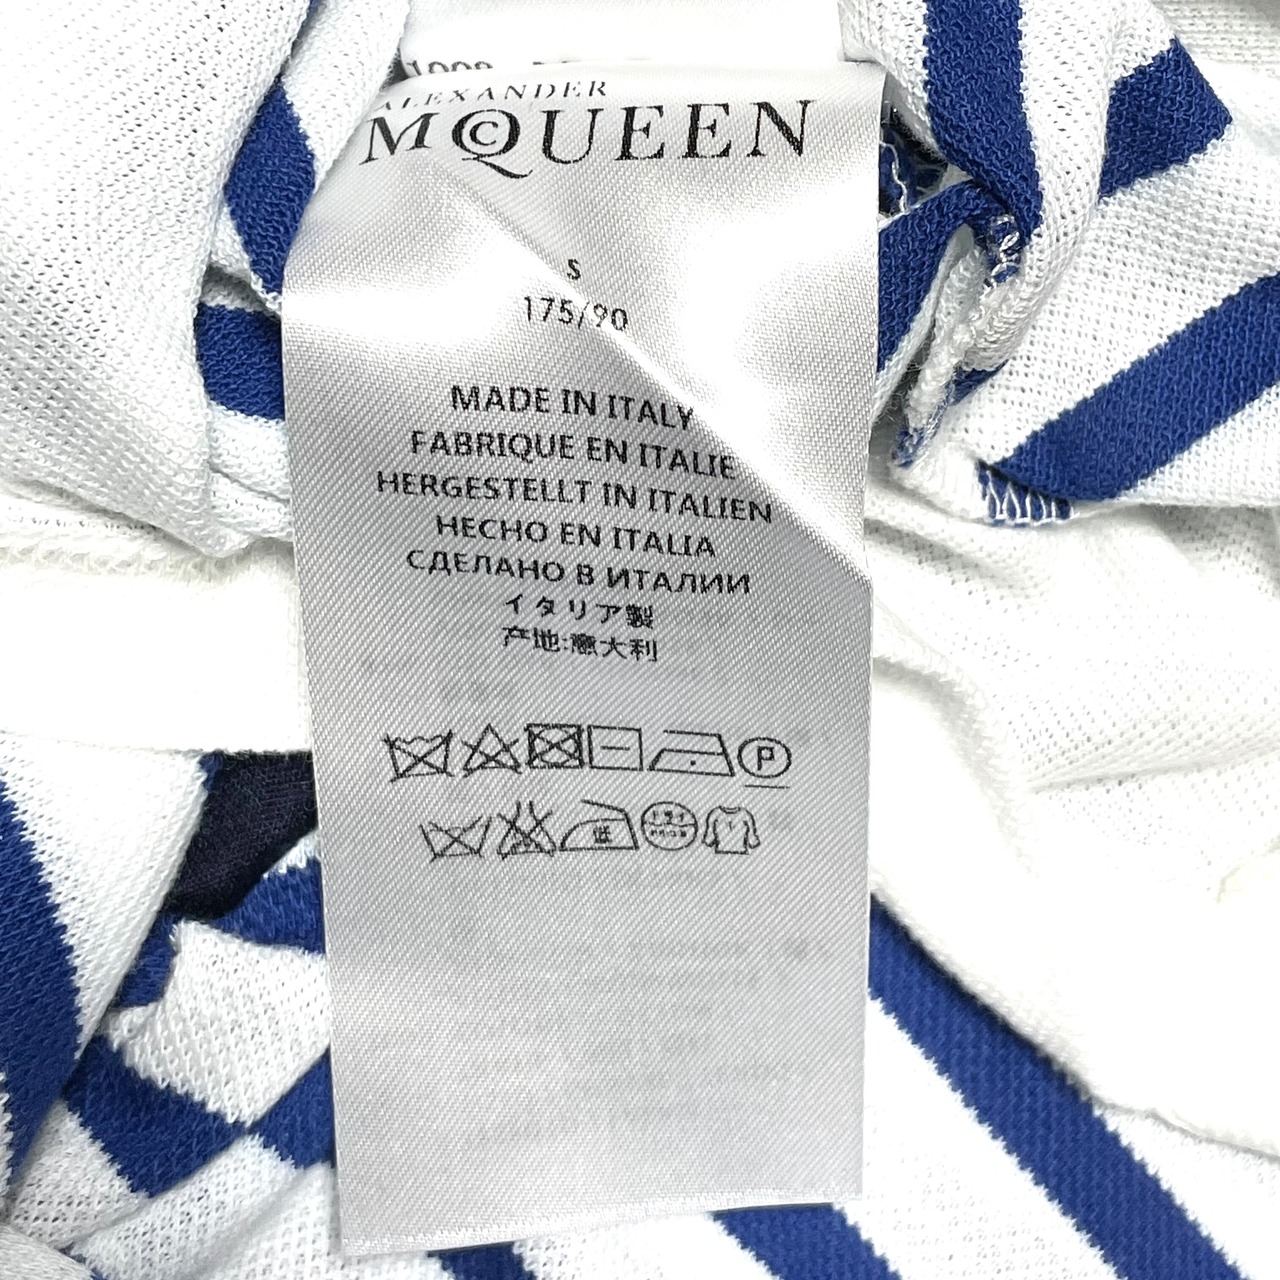 ALEXANDER
MCQUEEN
S
175/90
MADE IN ITALY
FABRIQUE EN ITALIE
HERGESTELLT IN ITALIEN
HECHO EN ITALIA
СДЕЛАНО В ИТАЛИИ
イタリア製
产地:意大利
P
低